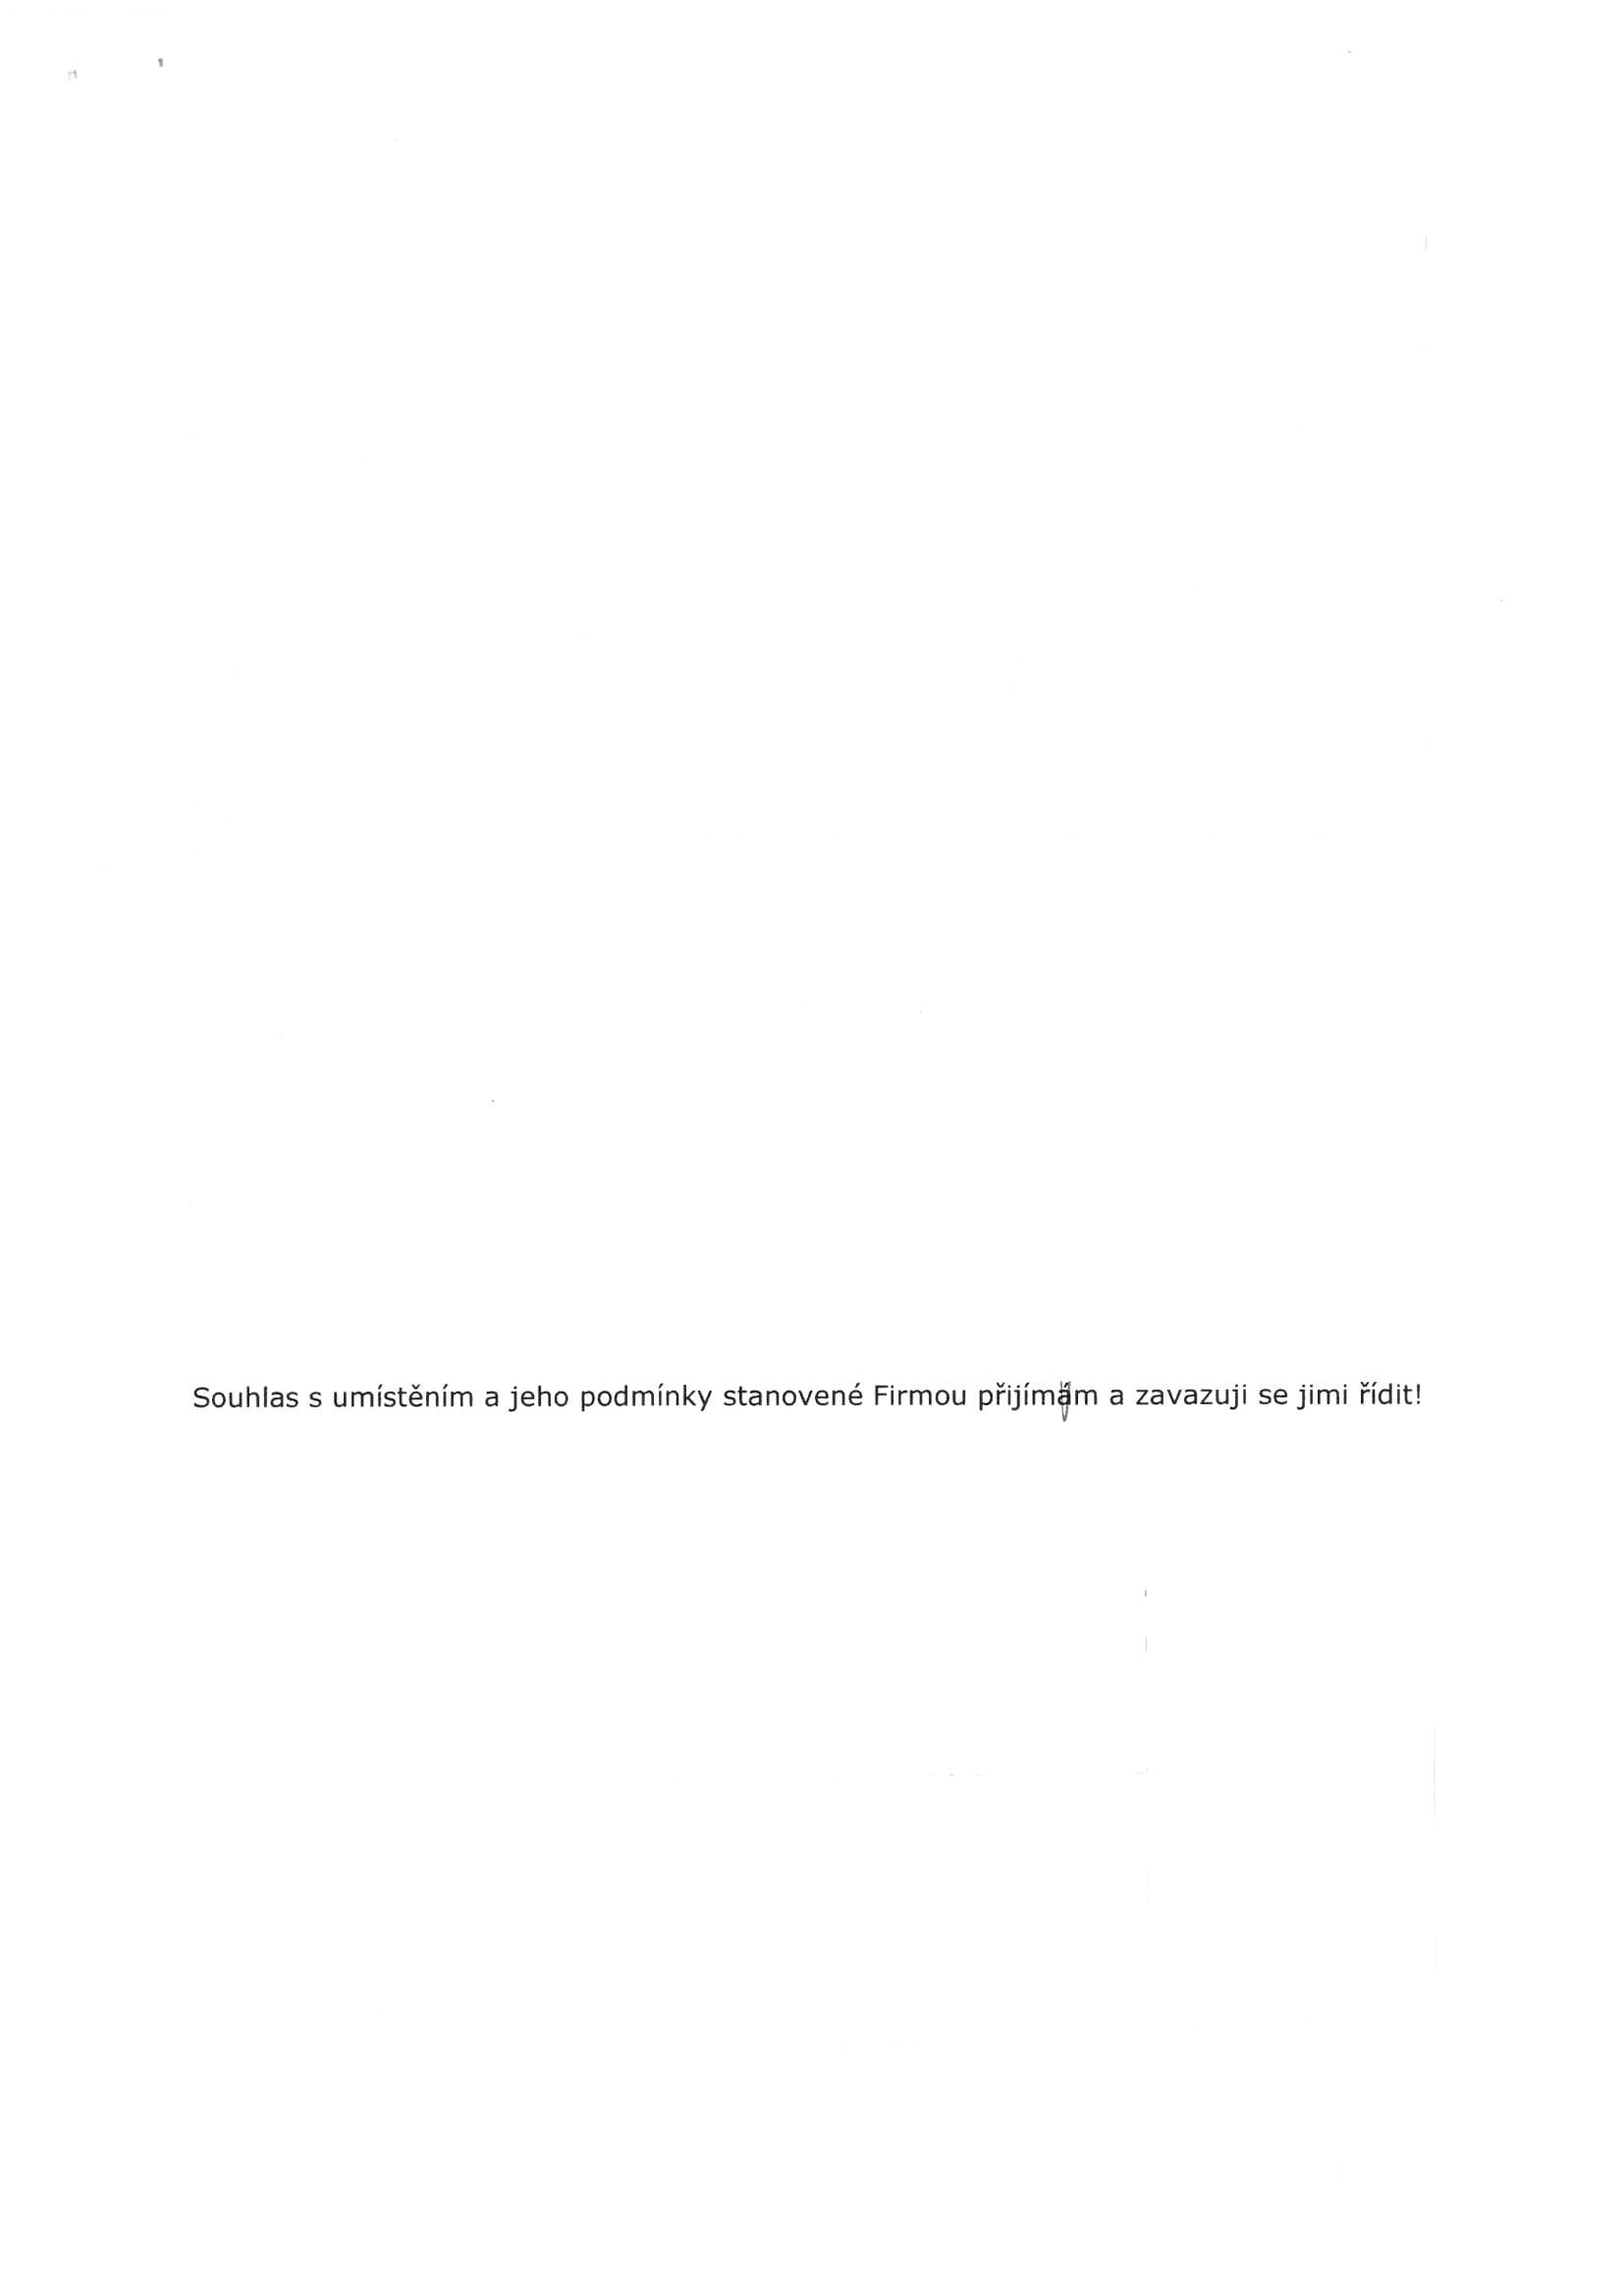 Souhlas s umístěním a jeho podmínky stanovené Firmou přijímám a zavazuji se jimi řídit!